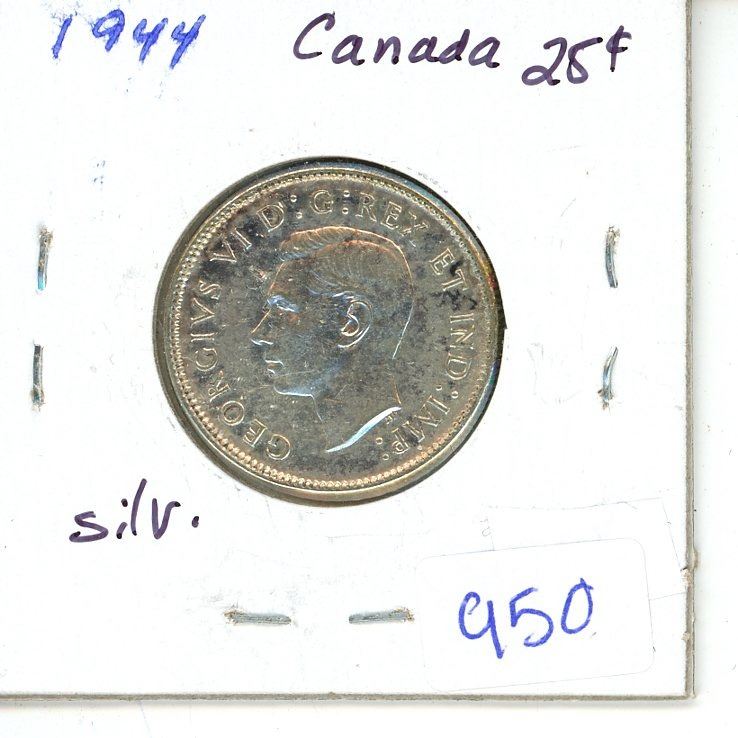 1944 Canada 25¢
GEORGIVS VI D:G:REX ET IND:IMP:
silv.
950